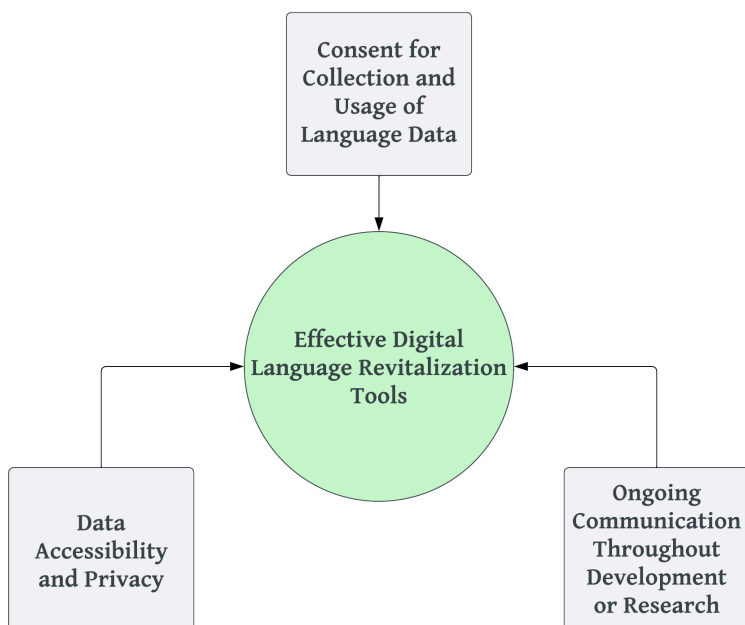 Consent for
Collection and
Usage of
Language Data
Effective Digital
Language Revitalization
Tools
Data
Accessibility
and Privacy
Ongoing
Communication
Throughout
Development
or Research